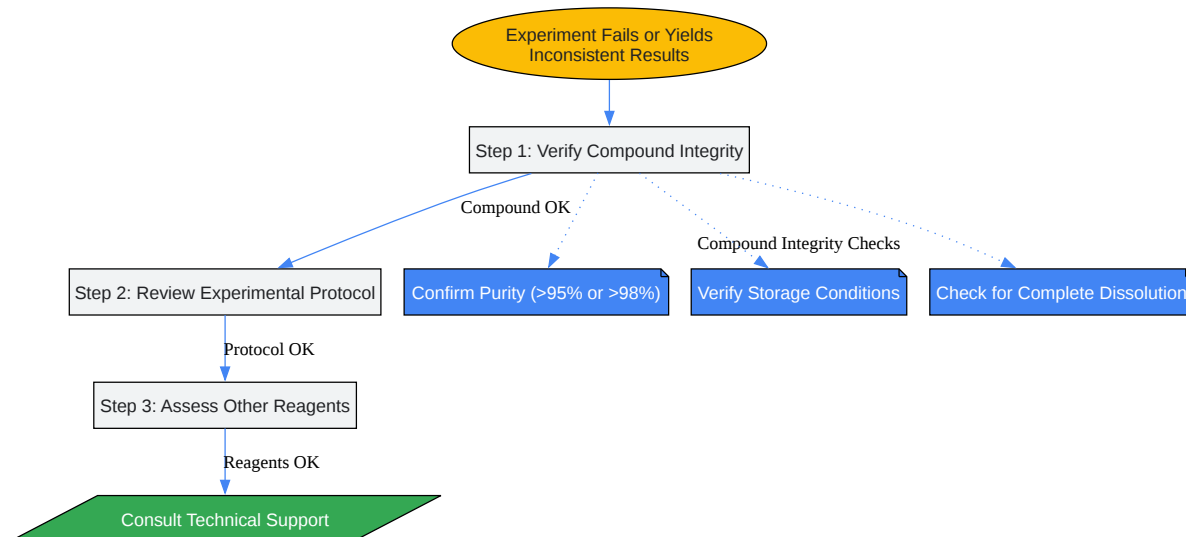 Experiment Fails or Yields
Inconsistent Results
Step 1: Verify Compound Integrity
Compound OK
Compound Integrity Checks
Step 2: Review Experimental Protocol
Confirm Purity (>95% or >98%)
Verify Storage Conditions
Check for Complete Dissolution
Protocol OK
Step 3: Assess Other Reagents
Reagents OK
Consult Technical Support